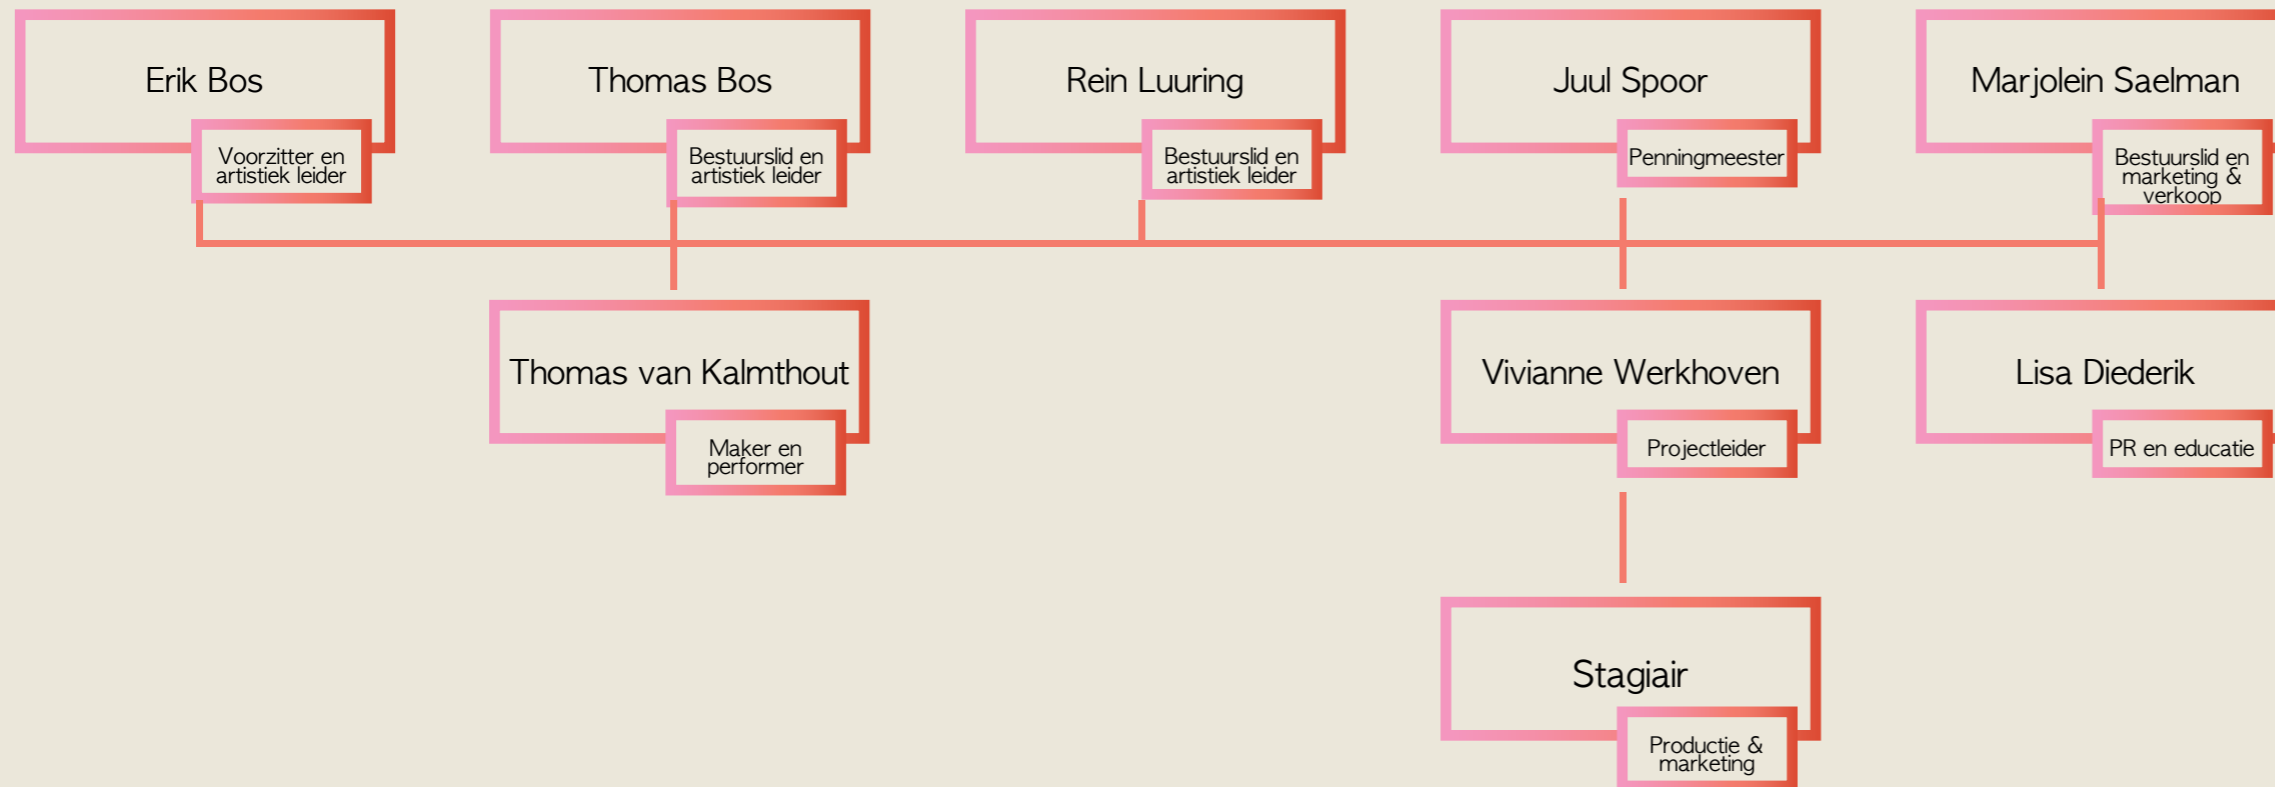 Erik Bos
Voorzitter en
artistiek leider
Thomas Bos
Bestuurslid en
artistiek leider
Rein Luuring
Bestuurslid en
artistiek leider
Juul Spoor
Penningmeester
Marjolein Saelman
Bestuurslid en
marketing &
verkoop
Thomas van Kalmthout
Maker en
performer
Vivianne Werkhoven
Projectleider
Lisa Diederik
PR en educatie
Stagiair
Productie &
marketing